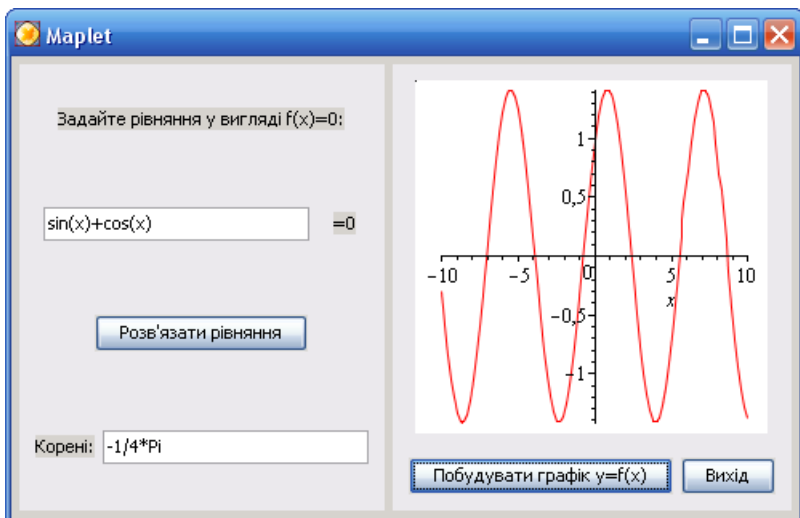 Maplet
Задайте рівняння у вигляді f(x)=0:
sin(x)+cos(x) =0
Розв'язати рівняння
Корені: -1/4*Pi
1
0,5
-10 -5 0 5 10
x
-0,5
-1
Побудувати графік y=f(x) Вихід